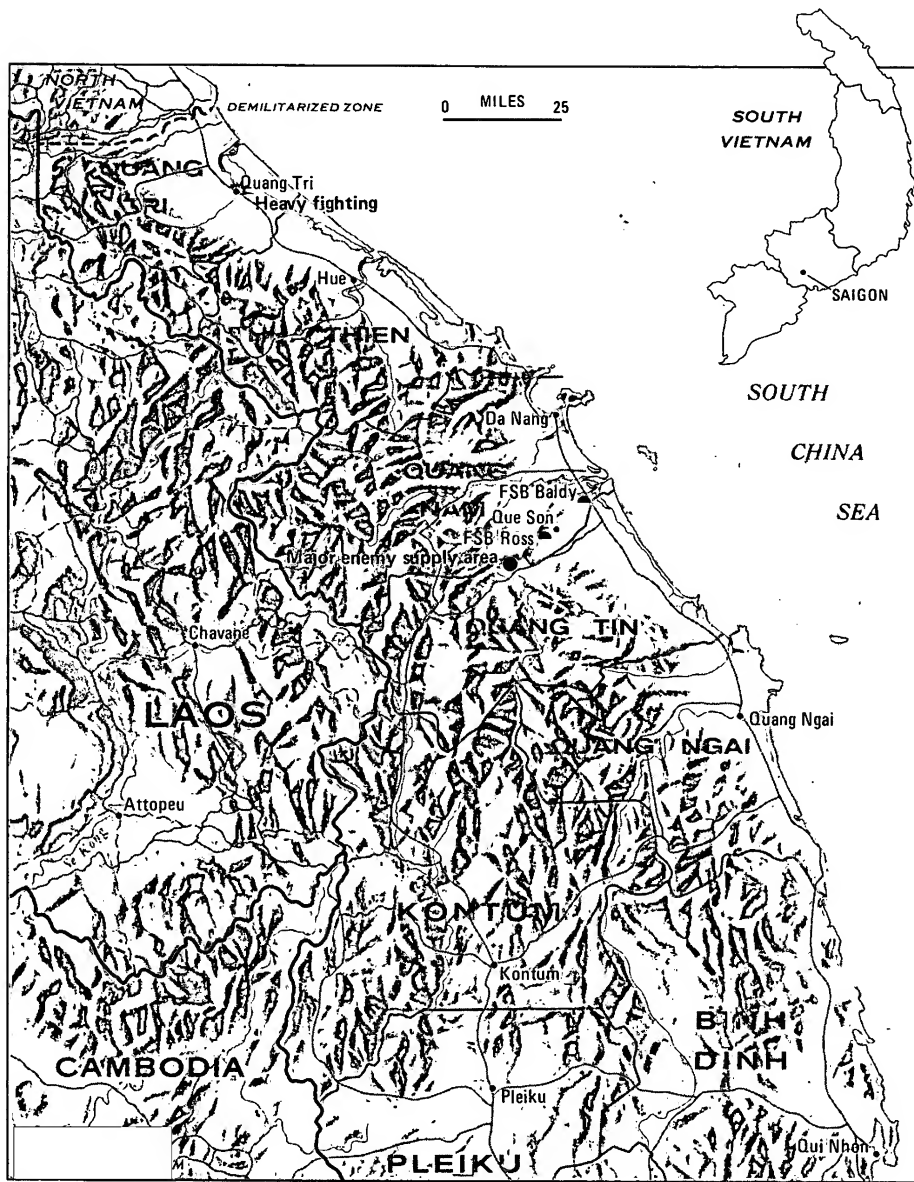 NORTH
VIETNAM
DEMILITARIZED ZONE
0 MILES 25
SOUTH
VIETNAM
QUANG
TRI
Quang Tri
Heavy fighting
Hue
THIEN
SAIGON
SOUTH
CHINA
SEA
Da Nang
QUANG
NAM
FSB Baldy
Que Son
FSB Ross
Major enemy supply area
QUANG TIN
Chavane
LAOS
Quang Ngai
QUANG NGAI
Attopeu
Se Kong
KONTUM
Kontum
BINH
DINH
CAMBODIA
Pleiku
Qui Nhon
PLEIKU